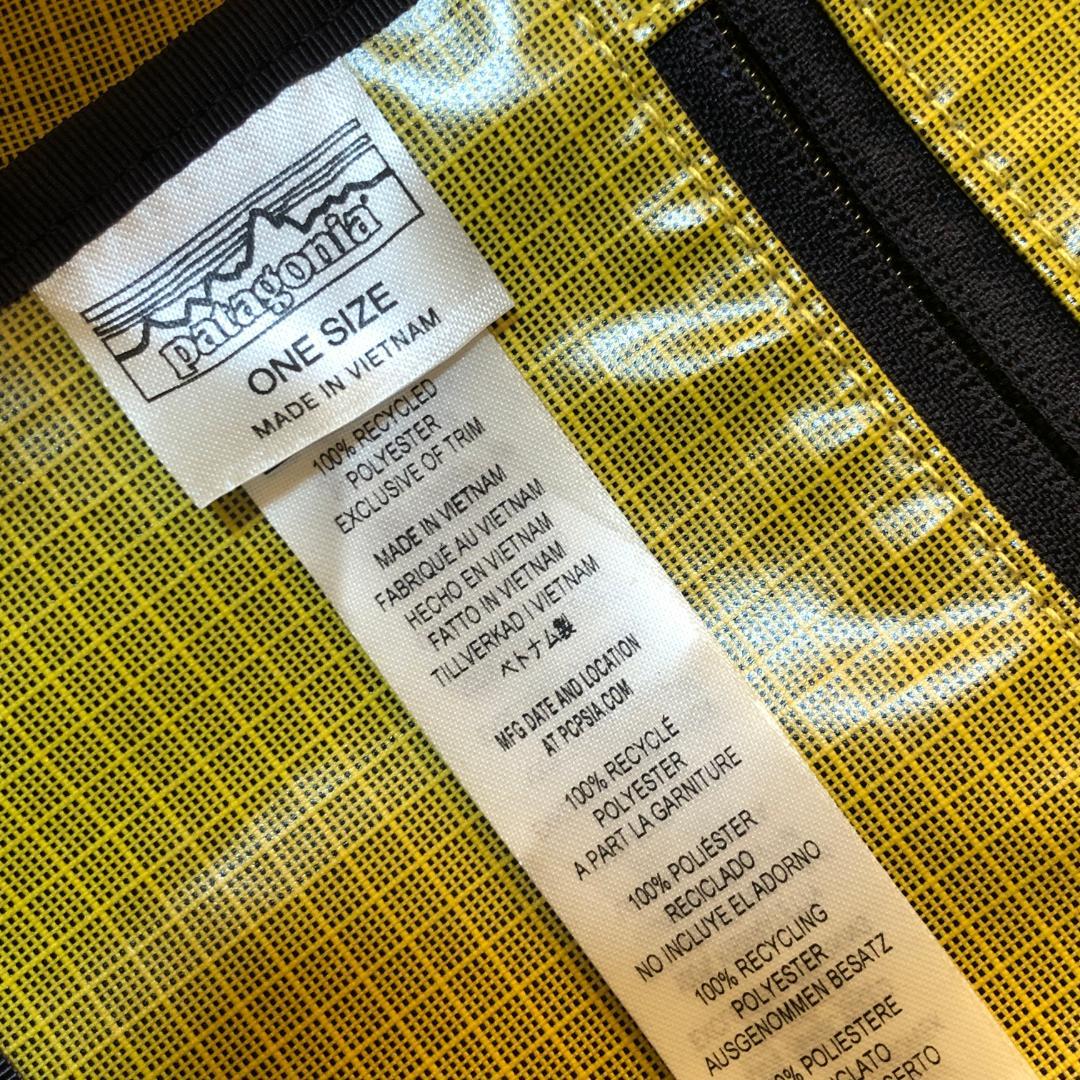 patagonia®
ONE SIZE
MADE IN VIETNAM
100% RECYCLED
POLYESTER
EXCLUSIVE OF TRIM
MADE IN VIETNAM
FABRIQUÉ AU VIETNAM
HECHO EN VIETNAM
FATTO IN VIETNAM
TILLVERKAD I VIETNAM
ベトナム製
MFG DATE AND LOCATION
AT PCPSIA.COM
100% RECYCLÉ
POLYESTER
A PART LA GARNITURE
100% POLIÉSTER
RECICLADO
NO INCLUYE EL ADORNO
100% RECYCLING
POLYESTER
AUSGENOMMEN BESATZ
POLIESTERE